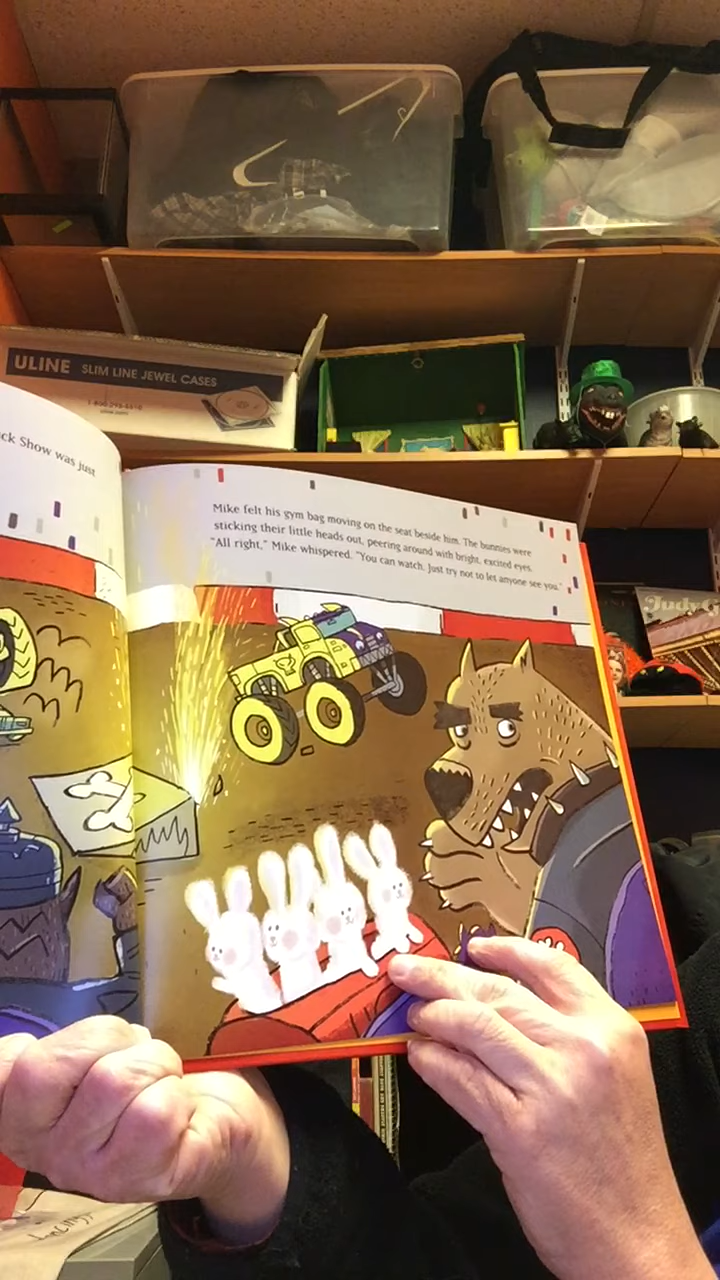 ULINE SLIM LINE JEWEL CASES
ck Show was just
Mike felt his gym bag moving on the seat beside him. The bunnies were
sticking their little heads out, peering around with bright, excited eyes.
"All right," Mike whispered. "You can watch. Just try not to let anyone see you."
Judy G